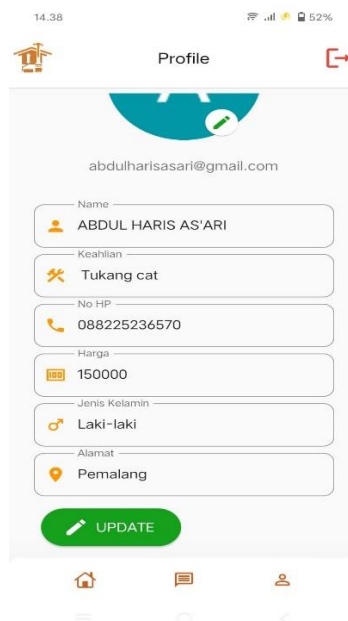 14.38
52%
Profile
abdulharisasari@gmail.com
Name
ABDUL HARIS AS'ARI
Keahlian
Tukang cat
No HP
088225236570
Harga
150000
Jenis Kelamin
Laki-laki
Alamat
Pemalang
UPDATE